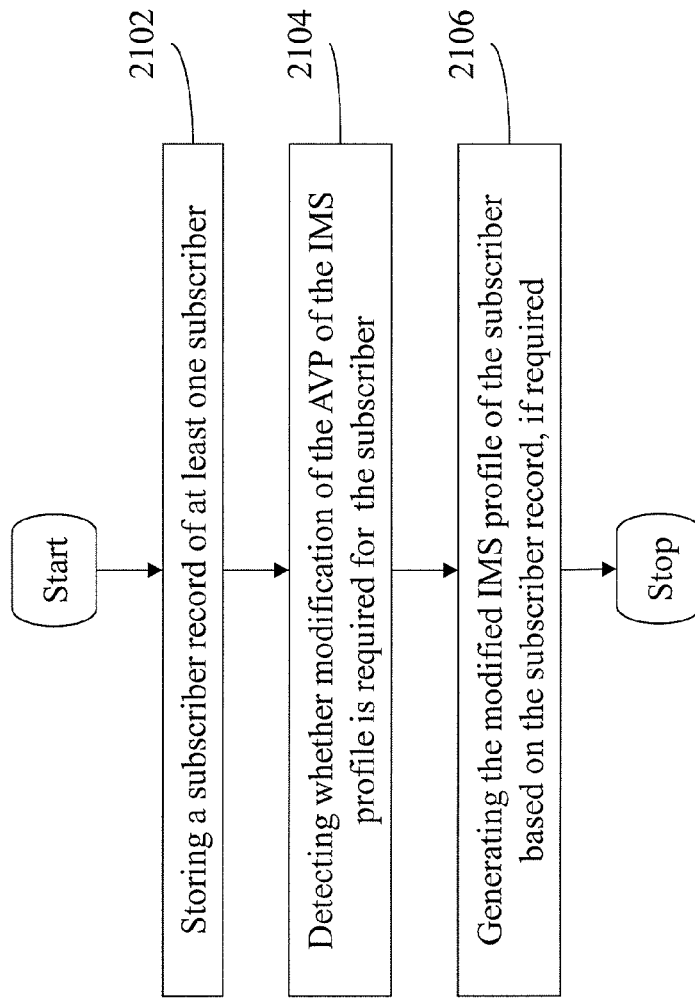 Start
Storing a subscriber record of at least one subscriber
2102
Detecting whether modification of the AVP of the IMS
profile is required for the subscriber
2104
Generating the modified IMS profile of the subscriber
based on the subscriber record, if required
2106
Stop